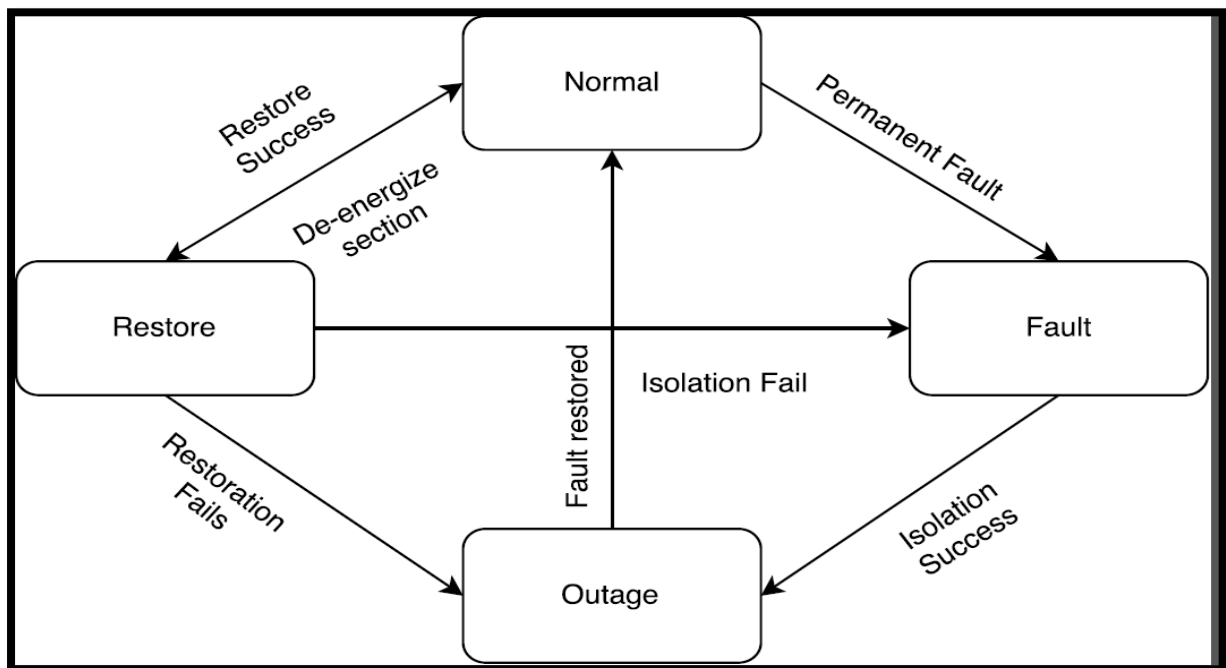 Normal
Restore
Success
Permanent Fault
De-energize
section
Restore
Fault
Isolation Fail
Fault restored
Restoration
Fails
Isolation
Success
Outage